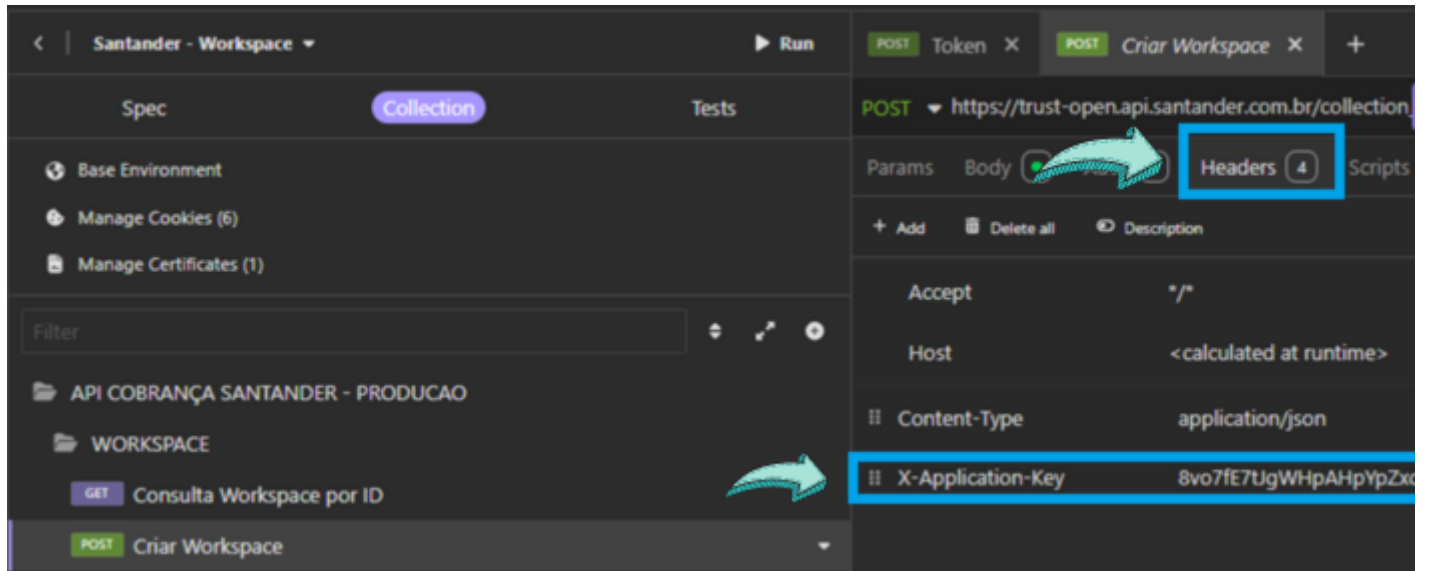 < Santander - Workspace
Run
Spec
Collection
Tests
Base Environment
Manage Cookies (6)
Manage Certificates (1)
Filter
API COBRANÇA SANTANDER - PRODUCAO
WORKSPACE
GET Consulta Workspace por ID
POST Criar Workspace
POST Token × POST Criar Workspace × +
POST https://trust-open.api.santander.com.br/collection_
Params Body Headers 4 Scripts
+ Add Delete all Description
Accept */*
Host <calculated at runtime>
Content-Type application/json
X-Application-Key 8vo7fE7tJgWHpAHpYpZxc